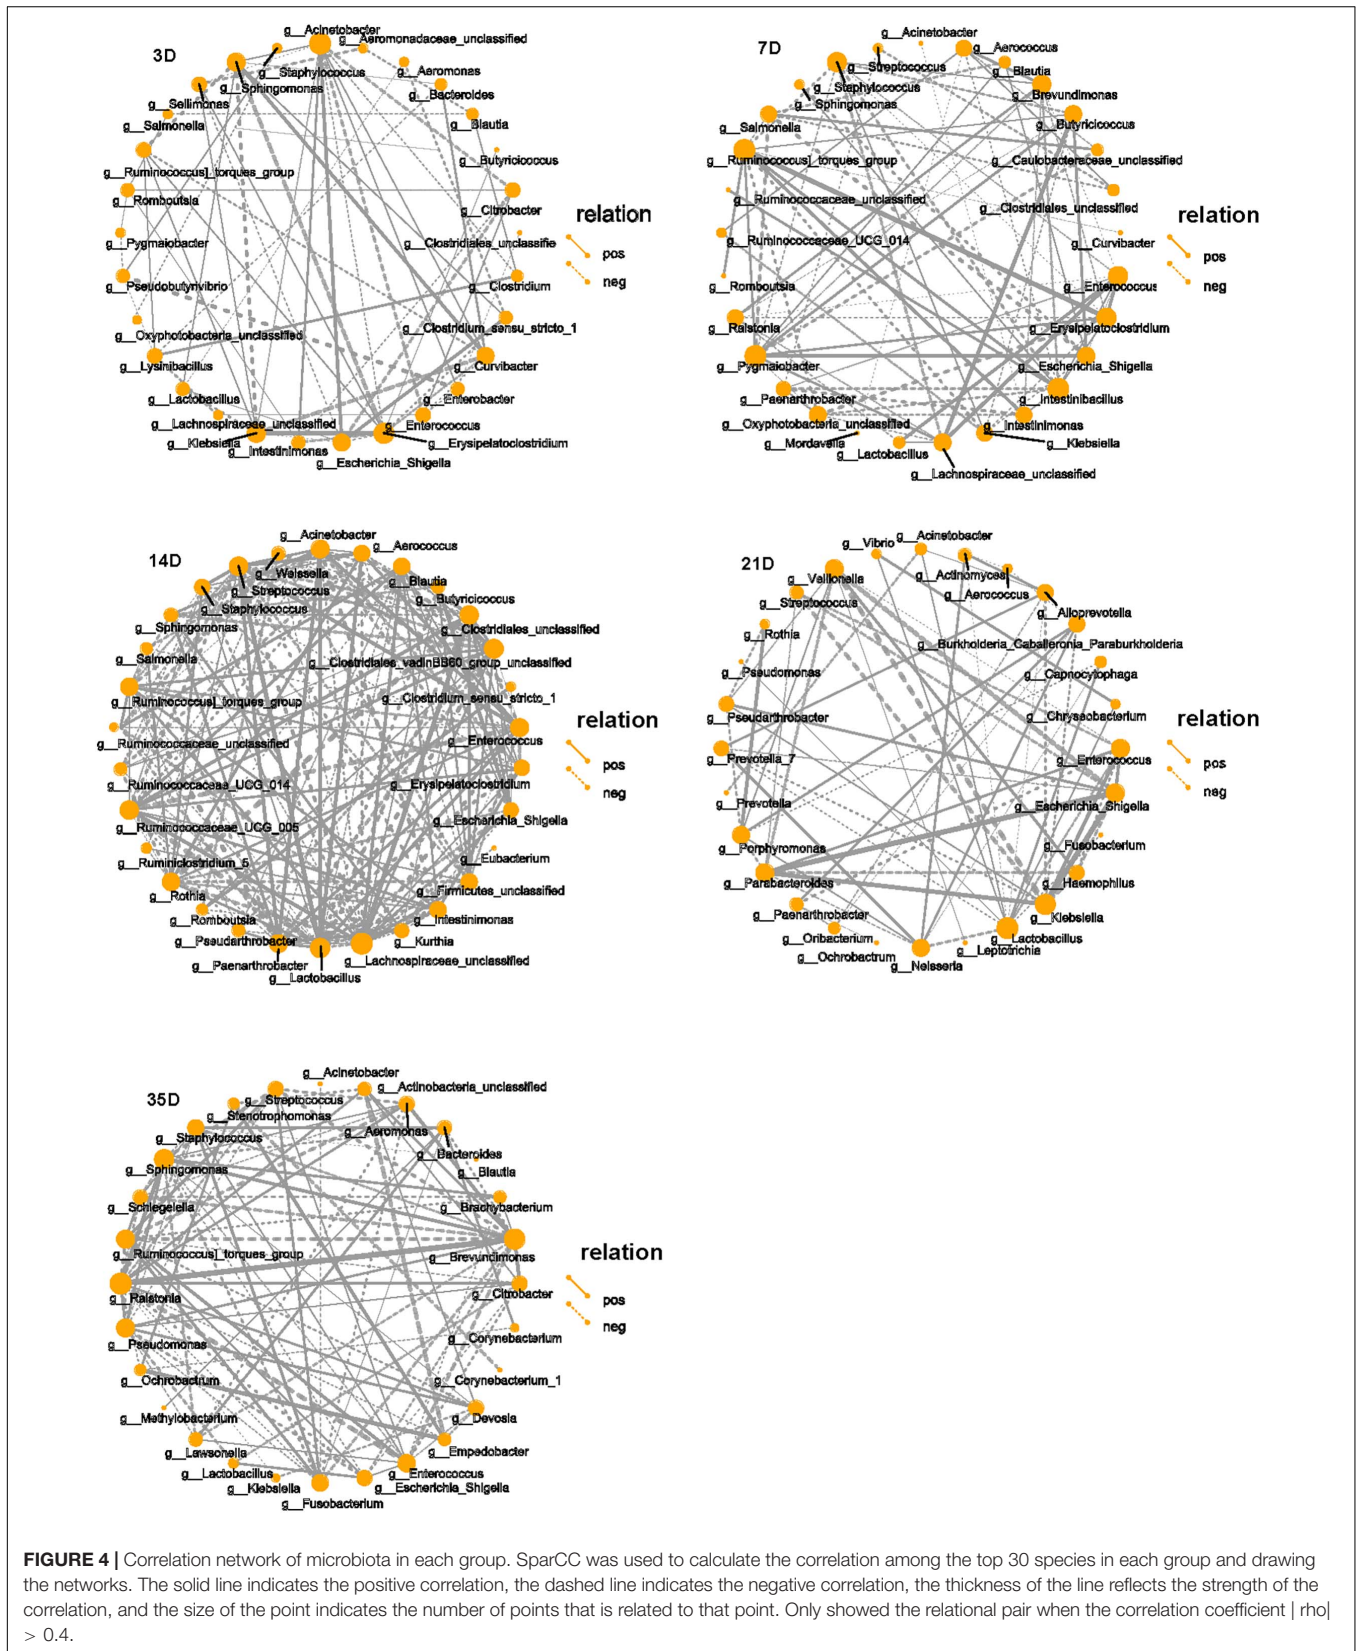 3D
g__Acinetobacter
g__Aeromonadaceae_unclassified
g__Staphylococcus
g__Aeromonas
g__Sphingomonas
g__Bacteroides
g__Sellimonas
g__Salmonella
g__Blautia
g__Butyricicoccus
g__Ruminococcus]_torques_group
g__Romboutsia
g__Citrobacter
g__Pygmaiobacter
g__Clostridiales_unclassifie
g__Pseudobutyrivibrio
g__Clostridium
g__Oxyphotobacteria_unclassified
g__Clostridium_sensu_stricto_1
g__Lysinibacillus
g__Curvibacter
g__Lactobacillus
g__Enterobacter
g__Lachnospiraceae_unclassified
g__Enterococcus
g__Klebsiella
g__Erysipelatoclostridium
g__Intestinimonas
g__Escherichia_Shigella
relation
pos
neg
7D
g__Acinetobacter
g__Aerococcus
g__Streptococcus
g__Blautia
g__Staphylococcus
g__Brevundimonas
g__Sphingomonas
g__Salmonella
g__Butyricicoccus
g__Ruminococcus]_torques_group
g__Caulobacteraceae_unclassified
g__Ruminococcaceae_unclassified
g__Clostridiales_unclassified
g__Ruminococcaceae_UCG_014
g__Curvibacter
g__Romboutsia
g__Enterococcus
g__Ralstonia
g__Erysipelatoclostridium
g__Pygmaiobacter
g__Escherichia_Shigella
g__Paenarthrobacter
g__Intestinibacillus
g__Oxyphotobacteria_unclassified
g__Intestinimonas
g__Mordavella
g__Klebsiella
g__Lactobacillus
g__Lachnospiraceae_unclassified
relation
pos
neg
14D
g__Acinetobacter
g__Aerococcus
g__Weissella
g__Blautia
g__Streptococcus
g__Butyricicoccus
g__Staphylococcus
g__Sphingomonas
g__Clostridiales_unclassified
g__Salmonella
g__Clostridiales_vadinBB60_group_unclassified
g__Ruminococcus]_torques_group
g__Clostridium_sensu_stricto_1
g__Ruminococcaceae_unclassified
g__Enterococcus
g__Ruminococcaceae_UCG_014
g__Erysipelatoclostridium
g__Ruminococcaceae_UCG_005
g__Escherichia_Shigella
g__Ruminiclostridium_5
g__Eubacterium
g__Rothia
g__Firmicutes_unclassified
g__Romboutsia
g__Intestinimonas
g__Pseudarthrobacter
g__Kurthia
g__Paenarthrobacter
g__Lachnospiraceae_unclassified
g__Lactobacillus
relation
pos
neg
21D
g__Vibrio
g__Acinetobacter
g__Veillonella
g__Actinomyces
g__Streptococcus
g__Aerococcus
g__Alloprevotella
g__Rothia
g__Burkholderia_Caballeronia_Paraburkholderia
g__Pseudomonas
g__Capnocytophaga
g__Pseudarthrobacter
g__Chryseobacterium
g__Prevotella_7
g__Enterococcus
g__Prevotella
g__Escherichia_Shigella
g__Porphyromonas
g__Fusobacterium
g__Parabacteroides
g__Haemophilus
g__Paenarthrobacter
g__Klebsiella
g__Oribacterium
g__Lactobacillus
g__Ochrobactrum
g__Leptotrichia
g__Neisseria
relation
pos
neg
35D
g__Acinetobacter
g__Actinobacteria_unclassified
g__Streptococcus
g__Stenotrophomonas
g__Aeromonas
g__Staphylococcus
g__Bacteroides
g__Sphingomonas
g__Blautia
g__Schlegelella
g__Brachybacterium
g__Ruminococcus]_torques_group
g__Brevundimonas
g__Ralstonia
g__Citrobacter
g__Pseudomonas
g__Corynebacterium
g__Ochrobactrum
g__Corynebacterium_1
g__Methylobacterium
g__Devosia
g__Lawsonella
g__Empedobacter
g__Lactobacillus
g__Enterococcus
g__Klebsiella
g__Escherichia_Shigella
g__Fusobacterium
relation
pos
neg
FIGURE 4 | Correlation network of microbiota in each group. SparCC was used to calculate the correlation among the top 30 species in each group and drawing
the networks. The solid line indicates the positive correlation, the dashed line indicates the negative correlation, the thickness of the line reflects the strength of the
correlation, and the size of the point indicates the number of points that is related to that point. Only showed the relational pair when the correlation coefficient | rho|
> 0.4.